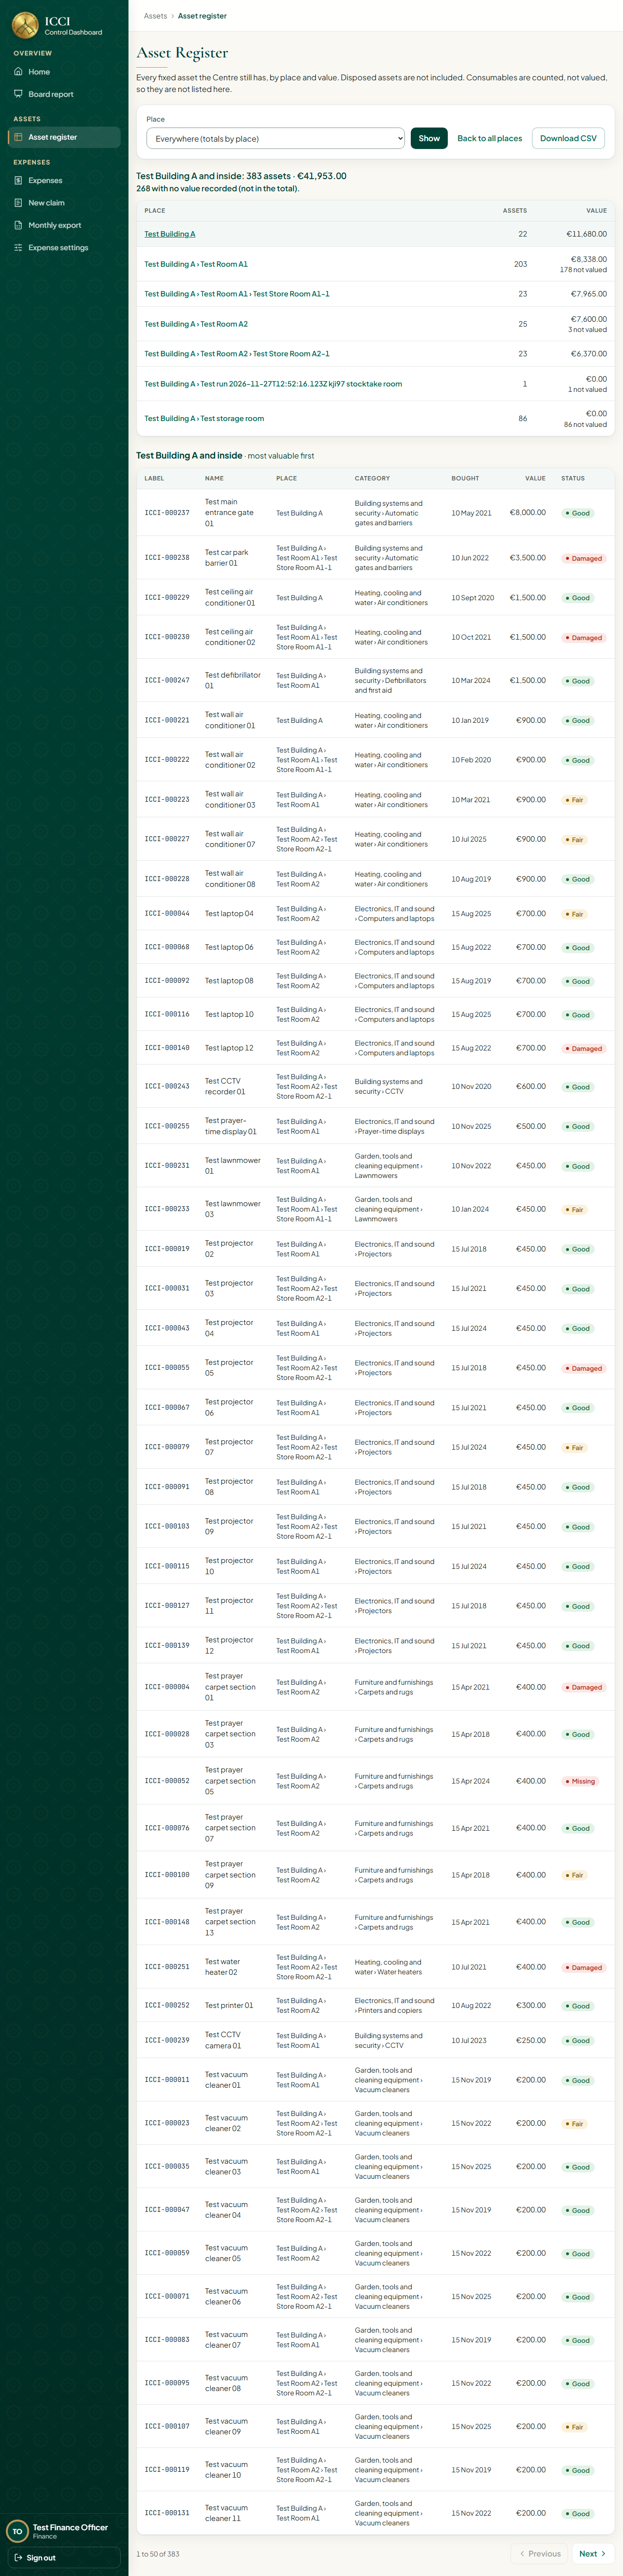 ICCI
Control Dashboard
OVERVIEW
Home
Board report
ASSETS
Asset register
EXPENSES
Expenses
New claim
Monthly export
Expense settings
Assets › Asset register
Asset Register
Every fixed asset the Centre still has, by place and value. Disposed assets are not included. Consumables are counted, not valued,
so they are not listed here.
Place
Everywhere (totals by place)
Show
Back to all places
Download CSV
Test Building A and inside: 383 assets · €41,953.00
268 with no value recorded (not in the total).
PLACE ASSETS VALUE
Test Building A 22 €11,680.00
Test Building A › Test Room A1 203 €8,338.00
178 not valued
Test Building A › Test Room A1 › Test Store Room A1-1 23 €7,965.00
Test Building A › Test Room A2 25 €7,600.00
3 not valued
Test Building A › Test Room A2 › Test Store Room A2-1 23 €6,370.00
Test Building A › Test run 2026-11-27T12:52:16.123Z kji97 stocktake room 1 €0.00
1 not valued
Test Building A › Test storage room 86 €0.00
86 not valued
Test Building A and inside · most valuable first
LABEL NAME PLACE CATEGORY BOUGHT VALUE STATUS
ICCI-000237 Test main entrance gate 01 Test Building A Building systems and security › Automatic gates and barriers 10 May 2021 €8,000.00 Good
ICCI-000238 Test car park barrier 01 Test Building A › Test Room A1 › Test Store Room A1-1 Building systems and security › Automatic gates and barriers 10 Jun 2022 €3,500.00 Damaged
ICCI-000229 Test ceiling air conditioner 01 Test Building A Heating, cooling and water › Air conditioners 10 Sept 2020 €1,500.00 Good
ICCI-000230 Test ceiling air conditioner 02 Test Building A › Test Room A1 › Test Store Room A1-1 Heating, cooling and water › Air conditioners 10 Oct 2021 €1,500.00 Damaged
ICCI-000247 Test defibrillator 01 Test Building A › Test Room A1 Building systems and security › Defibrillators and first aid 10 Mar 2024 €1,500.00 Good
ICCI-000221 Test wall air conditioner 01 Test Building A Heating, cooling and water › Air conditioners 10 Jan 2019 €900.00 Good
ICCI-000222 Test wall air conditioner 02 Test Building A › Test Room A1 › Test Store Room A1-1 Heating, cooling and water › Air conditioners 10 Feb 2020 €900.00 Good
ICCI-000223 Test wall air conditioner 03 Test Building A › Test Room A1 Heating, cooling and water › Air conditioners 10 Mar 2021 €900.00 Fair
ICCI-000227 Test wall air conditioner 07 Test Building A › Test Room A2 › Test Store Room A2-1 Heating, cooling and water › Air conditioners 10 Jul 2025 €900.00 Fair
ICCI-000228 Test wall air conditioner 08 Test Building A › Test Room A2 Heating, cooling and water › Air conditioners 10 Aug 2019 €900.00 Good
ICCI-000044 Test laptop 04 Test Building A › Test Room A2 Electronics, IT and sound › Computers and laptops 15 Aug 2025 €700.00 Fair
ICCI-000068 Test laptop 06 Test Building A › Test Room A2 Electronics, IT and sound › Computers and laptops 15 Aug 2022 €700.00 Good
ICCI-000092 Test laptop 08 Test Building A › Test Room A2 Electronics, IT and sound › Computers and laptops 15 Aug 2019 €700.00 Good
ICCI-000116 Test laptop 10 Test Building A › Test Room A2 Electronics, IT and sound › Computers and laptops 15 Aug 2025 €700.00 Good
ICCI-000140 Test laptop 12 Test Building A › Test Room A2 Electronics, IT and sound › Computers and laptops 15 Aug 2022 €700.00 Damaged
ICCI-000243 Test CCTV recorder 01 Test Building A › Test Room A2 › Test Store Room A2-1 Building systems and security › CCTV 10 Nov 2020 €600.00 Good
ICCI-000255 Test prayer-time display 01 Test Building A › Test Room A1 Electronics, IT and sound › Prayer-time displays 10 Nov 2025 €500.00 Good
ICCI-000231 Test lawnmower 01 Test Building A › Test Room A1 Garden, tools and cleaning equipment › Lawnmowers 10 Nov 2022 €450.00 Good
ICCI-000233 Test lawnmower 03 Test Building A › Test Room A1 › Test Store Room A1-1 Garden, tools and cleaning equipment › Lawnmowers 10 Jan 2024 €450.00 Fair
ICCI-000019 Test projector 02 Test Building A › Test Room A1 Electronics, IT and sound › Projectors 15 Jul 2018 €450.00 Good
ICCI-000031 Test projector 03 Test Building A › Test Room A2 › Test Store Room A2-1 Electronics, IT and sound › Projectors 15 Jul 2021 €450.00 Good
ICCI-000043 Test projector 04 Test Building A › Test Room A1 Electronics, IT and sound › Projectors 15 Jul 2024 €450.00 Good
ICCI-000055 Test projector 05 Test Building A › Test Room A2 › Test Store Room A2-1 Electronics, IT and sound › Projectors 15 Jul 2018 €450.00 Damaged
ICCI-000067 Test projector 06 Test Building A › Test Room A1 Electronics, IT and sound › Projectors 15 Jul 2021 €450.00 Good
ICCI-000079 Test projector 07 Test Building A › Test Room A2 › Test Store Room A2-1 Electronics, IT and sound › Projectors 15 Jul 2024 €450.00 Fair
ICCI-000091 Test projector 08 Test Building A › Test Room A1 Electronics, IT and sound › Projectors 15 Jul 2018 €450.00 Good
ICCI-000103 Test projector 09 Test Building A › Test Room A2 › Test Store Room A2-1 Electronics, IT and sound › Projectors 15 Jul 2021 €450.00 Good
ICCI-000115 Test projector 10 Test Building A › Test Room A1 Electronics, IT and sound › Projectors 15 Jul 2024 €450.00 Good
ICCI-000127 Test projector 11 Test Building A › Test Room A2 › Test Store Room A2-1 Electronics, IT and sound › Projectors 15 Jul 2018 €450.00 Good
ICCI-000139 Test projector 12 Test Building A › Test Room A1 Electronics, IT and sound › Projectors 15 Jul 2021 €450.00 Good
ICCI-000004 Test prayer carpet section 01 Test Building A › Test Room A2 Furniture and furnishings › Carpets and rugs 15 Apr 2021 €400.00 Damaged
ICCI-000028 Test prayer carpet section 03 Test Building A › Test Room A2 Furniture and furnishings › Carpets and rugs 15 Apr 2018 €400.00 Good
ICCI-000052 Test prayer carpet section 05 Test Building A › Test Room A2 Furniture and furnishings › Carpets and rugs 15 Apr 2024 €400.00 Missing
ICCI-000076 Test prayer carpet section 07 Test Building A › Test Room A2 Furniture and furnishings › Carpets and rugs 15 Apr 2021 €400.00 Good
ICCI-000100 Test prayer carpet section 09 Test Building A › Test Room A2 Furniture and furnishings › Carpets and rugs 15 Apr 2018 €400.00 Fair
ICCI-000148 Test prayer carpet section 13 Test Building A › Test Room A2 Furniture and furnishings › Carpets and rugs 15 Apr 2021 €400.00 Good
ICCI-000251 Test water heater 02 Test Building A › Test Room A2 › Test Store Room A2-1 Heating, cooling and water › Water heaters 10 Jul 2021 €400.00 Damaged
ICCI-000252 Test printer 01 Test Building A › Test Room A2 Electronics, IT and sound › Printers and copiers 10 Aug 2022 €300.00 Good
ICCI-000239 Test CCTV camera 01 Test Building A › Test Room A1 Building systems and security › CCTV 10 Jul 2023 €250.00 Good
ICCI-000011 Test vacuum cleaner 01 Test Building A › Test Room A1 Garden, tools and cleaning equipment › Vacuum cleaners 15 Nov 2019 €200.00 Good
ICCI-000023 Test vacuum cleaner 02 Test Building A › Test Room A2 › Test Store Room A2-1 Garden, tools and cleaning equipment › Vacuum cleaners 15 Nov 2022 €200.00 Fair
ICCI-000035 Test vacuum cleaner 03 Test Building A › Test Room A1 Garden, tools and cleaning equipment › Vacuum cleaners 15 Nov 2025 €200.00 Good
ICCI-000047 Test vacuum cleaner 04 Test Building A › Test Room A2 › Test Store Room A2-1 Garden, tools and cleaning equipment › Vacuum cleaners 15 Nov 2019 €200.00 Good
ICCI-000059 Test vacuum cleaner 05 Test Building A › Test Room A2 Garden, tools and cleaning equipment › Vacuum cleaners 15 Nov 2022 €200.00 Good
ICCI-000071 Test vacuum cleaner 06 Test Building A › Test Room A2 › Test Store Room A2-1 Garden, tools and cleaning equipment › Vacuum cleaners 15 Nov 2025 €200.00 Good
ICCI-000083 Test vacuum cleaner 07 Test Building A › Test Room A1 Garden, tools and cleaning equipment › Vacuum cleaners 15 Nov 2019 €200.00 Good
ICCI-000095 Test vacuum cleaner 08 Test Building A › Test Room A2 › Test Store Room A2-1 Garden, tools and cleaning equipment › Vacuum cleaners 15 Nov 2022 €200.00 Good
ICCI-000107 Test vacuum cleaner 09 Test Building A › Test Room A1 Garden, tools and cleaning equipment › Vacuum cleaners 15 Nov 2025 €200.00 Fair
ICCI-000119 Test vacuum cleaner 10 Test Building A › Test Room A2 › Test Store Room A2-1 Garden, tools and cleaning equipment › Vacuum cleaners 15 Nov 2019 €200.00 Good
ICCI-000131 Test vacuum cleaner 11 Test Building A › Test Room A1 Garden, tools and cleaning equipment › Vacuum cleaners 15 Nov 2022 €200.00 Good
1 to 50 of 383
Previous
Next
TO
Test Finance Officer
Finance
Sign out